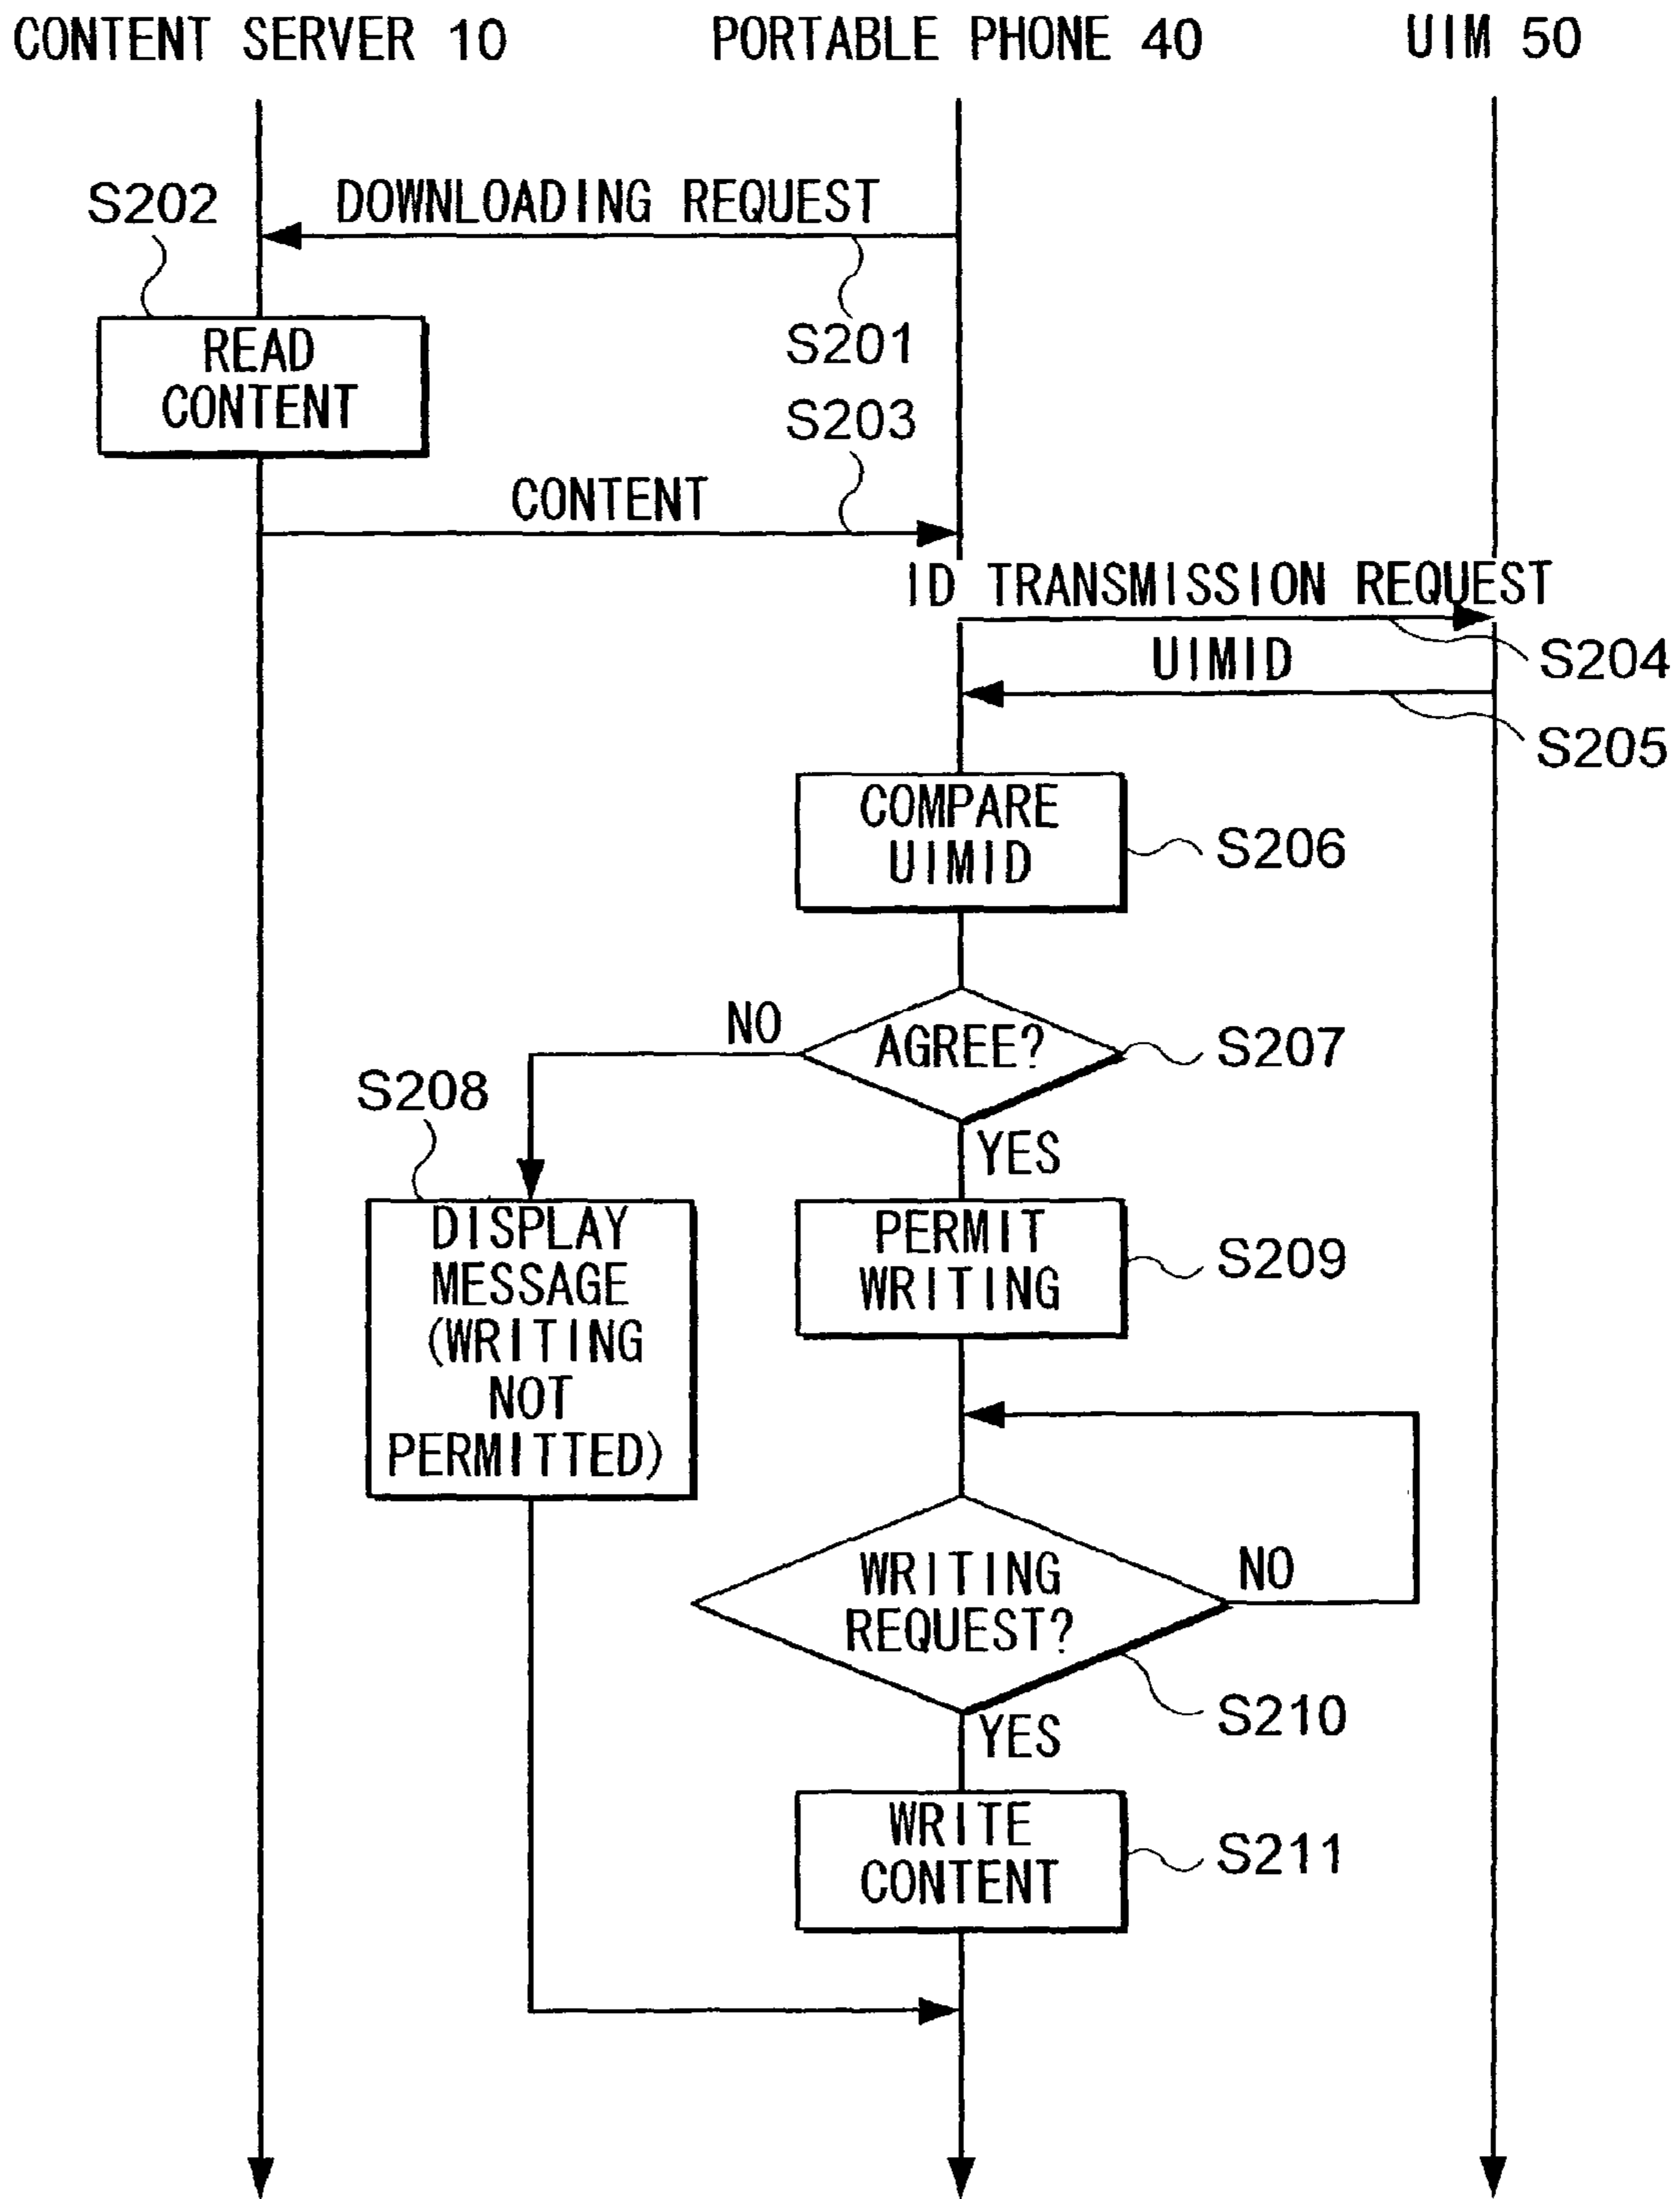 CONTENT SERVER 10
PORTABLE PHONE 40
UIM 50
S202
DOWNLOADING REQUEST
S201
READ
CONTENT
S203
CONTENT
ID TRANSMISSION REQUEST
S204
UIMID
S205
COMPARE
UIMID
S206
NO
AGREE?
S207
S208
YES
DISPLAY
MESSAGE
(WRITING
NOT
PERMITTED)
PERMIT
WRITING
S209
WRITING
REQUEST?
NO
S210
YES
WRITE
CONTENT
S211